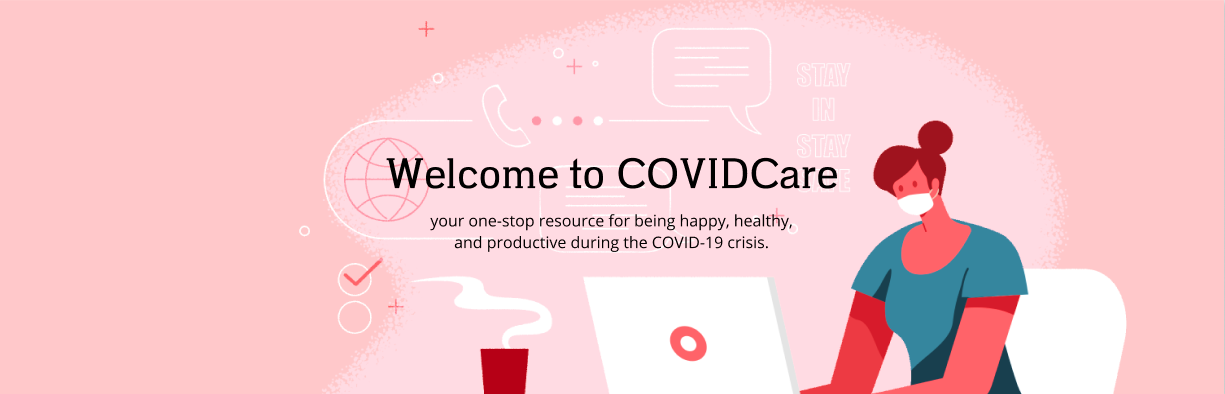 STAY
IN
STAY
Welcome to COVIDCare
your one-stop resource for being happy, healthy,
and productive during the COVID-19 crisis.